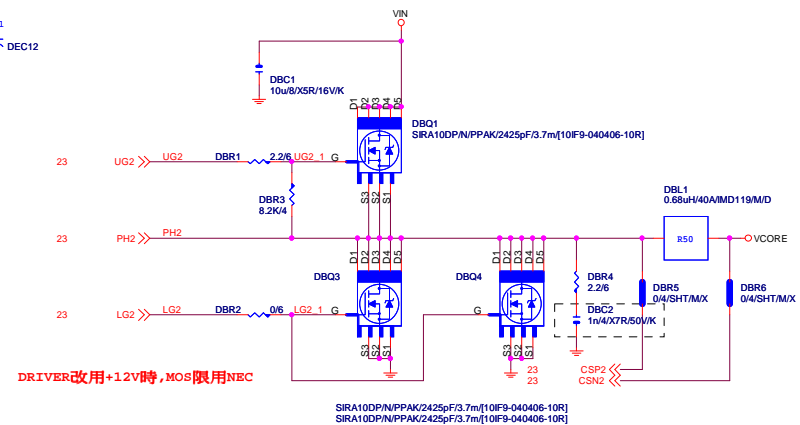 1
DEC12
VIN
DBC1
10u/8/X5R/16V/K
D1
D2
D3
D4
D5
DBQ1
SIRA10DP/N/PPAK/2425pF/3.7m/[10IF9-040406-10R]
23
UG2
UG2
DBR1
2.2/6
UG2_1
G
DBR3
8.2K/4
S3
S2
S1
DBL1
0.68uH/40A/IMD119/M/D
23
PH2
PH2
R50
VCORE
D1
D2
D3
D4
D5
D1
D2
D3
D4
D5
DBQ3
DBQ4
DBR4
2.2/6
DBR5
0/4/SHT/M/X
DBR6
0/4/SHT/M/X
23
LG2
LG2
DBR2
0/6
LG2_1
G
G
DBC2
1n/4/X7R/50V/K
S3
S2
S1
S3
S2
S1
23
CSP2
23
CSN2
DRIVER改用+12V時,MOS限用NEC
SIRA10DP/N/PPAK/2425pF/3.7m/[10IF9-040406-10R]
SIRA10DP/N/PPAK/2425pF/3.7m/[10IF9-040406-10R]